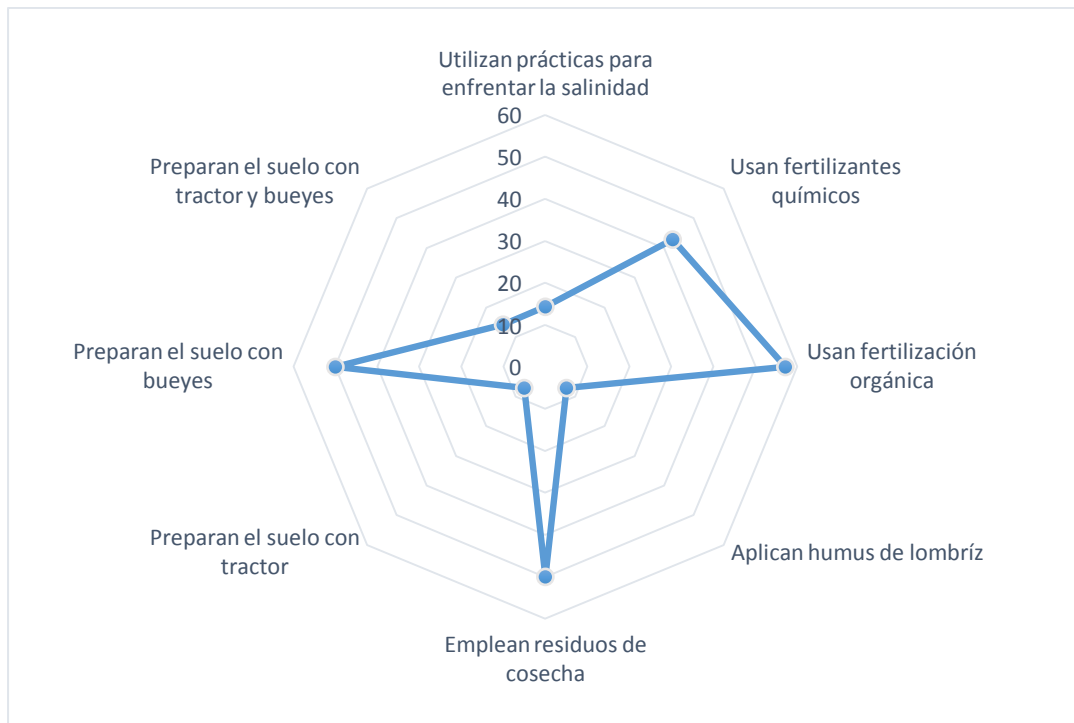 Utilizan prácticas para
enfrentar la salinidad
60
50
40
30
20
10
0
Usan fertilizantes
químicos
Usan fertilización
orgánica
Aplican humus de lombríz
Emplean residuos de
cosecha
Preparan el suelo con
tractor
Preparan el suelo con
bueyes
Preparan el suelo con
tractor y bueyes